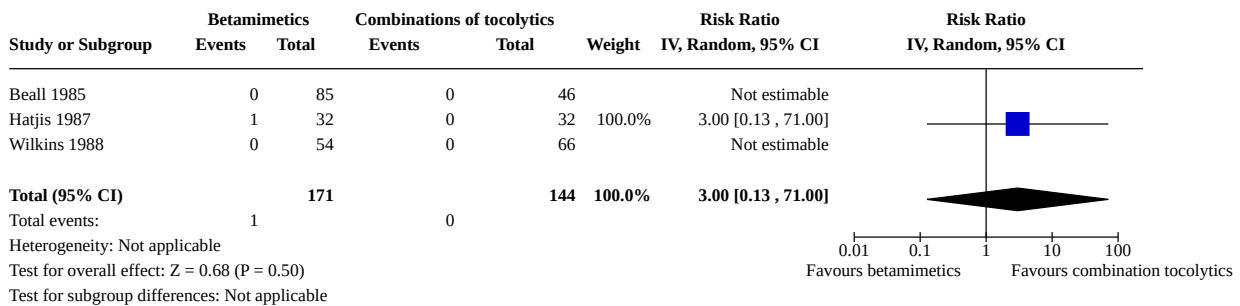 Betamimetics Combinations of tocolytics Risk Ratio Risk Ratio
Study or Subgroup Events Total Events Total Weight IV, Random, 95% CI IV, Random, 95% CI
Beall 1985 0 85 0 46 Not estimable
Hatjis 1987 1 32 0 32 100.0% 3.00 [0.13 , 71.00]
Wilkins 1988 0 54 0 66 Not estimable
Total (95% CI) 171 144 100.0% 3.00 [0.13 , 71.00]
Total events: 1 0
Heterogeneity: Not applicable 0.01 0.1 1 10 100
Test for overall effect: Z = 0.68 (P = 0.50) Favours betamimetics Favours combination tocolytics
Test for subgroup differences: Not applicable